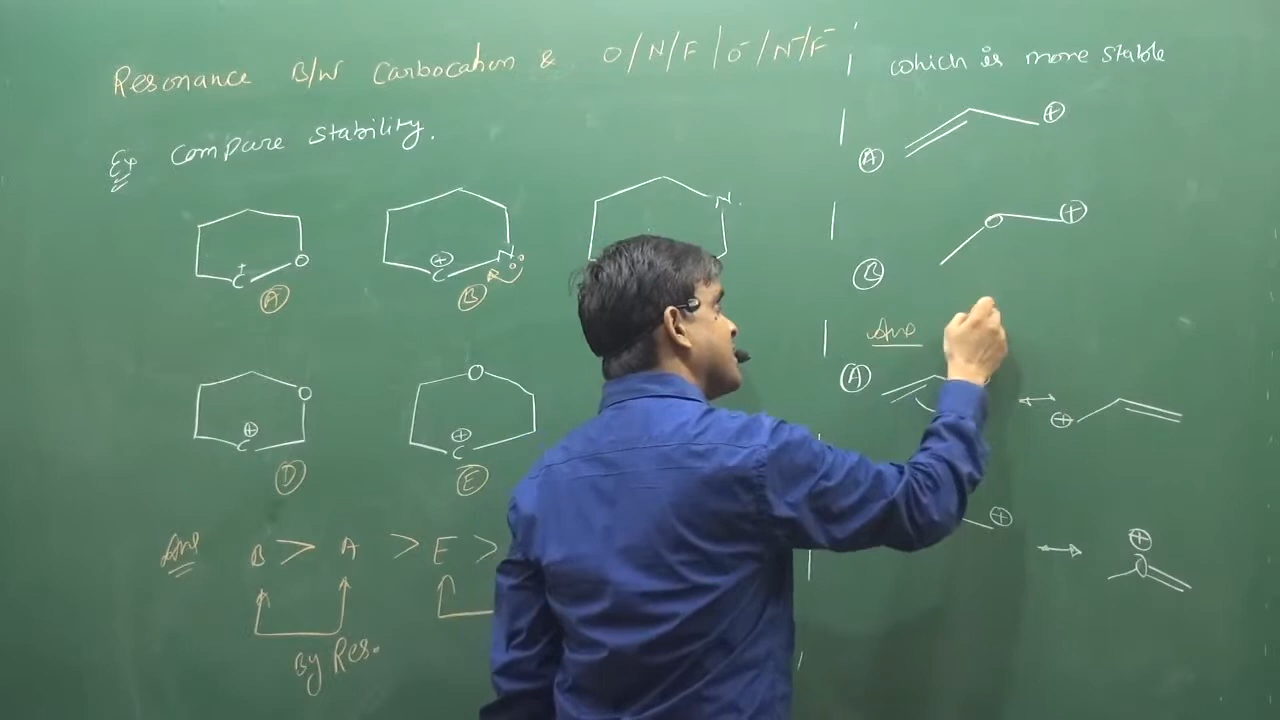 Resonance B/W Carbocation & O/N/F | O⁻/N⁻/F⁻
Ex Compare Stability.
C⁺ O
A
⊕ C N
B
N
O
⊕ C
D
O
⊕ C
E
Ans B > A > E >
By Res.
which is more stable
A ⊕
B O ⊕
Ans
A ↔ ⊕
⊕ ↔ ⊕ O